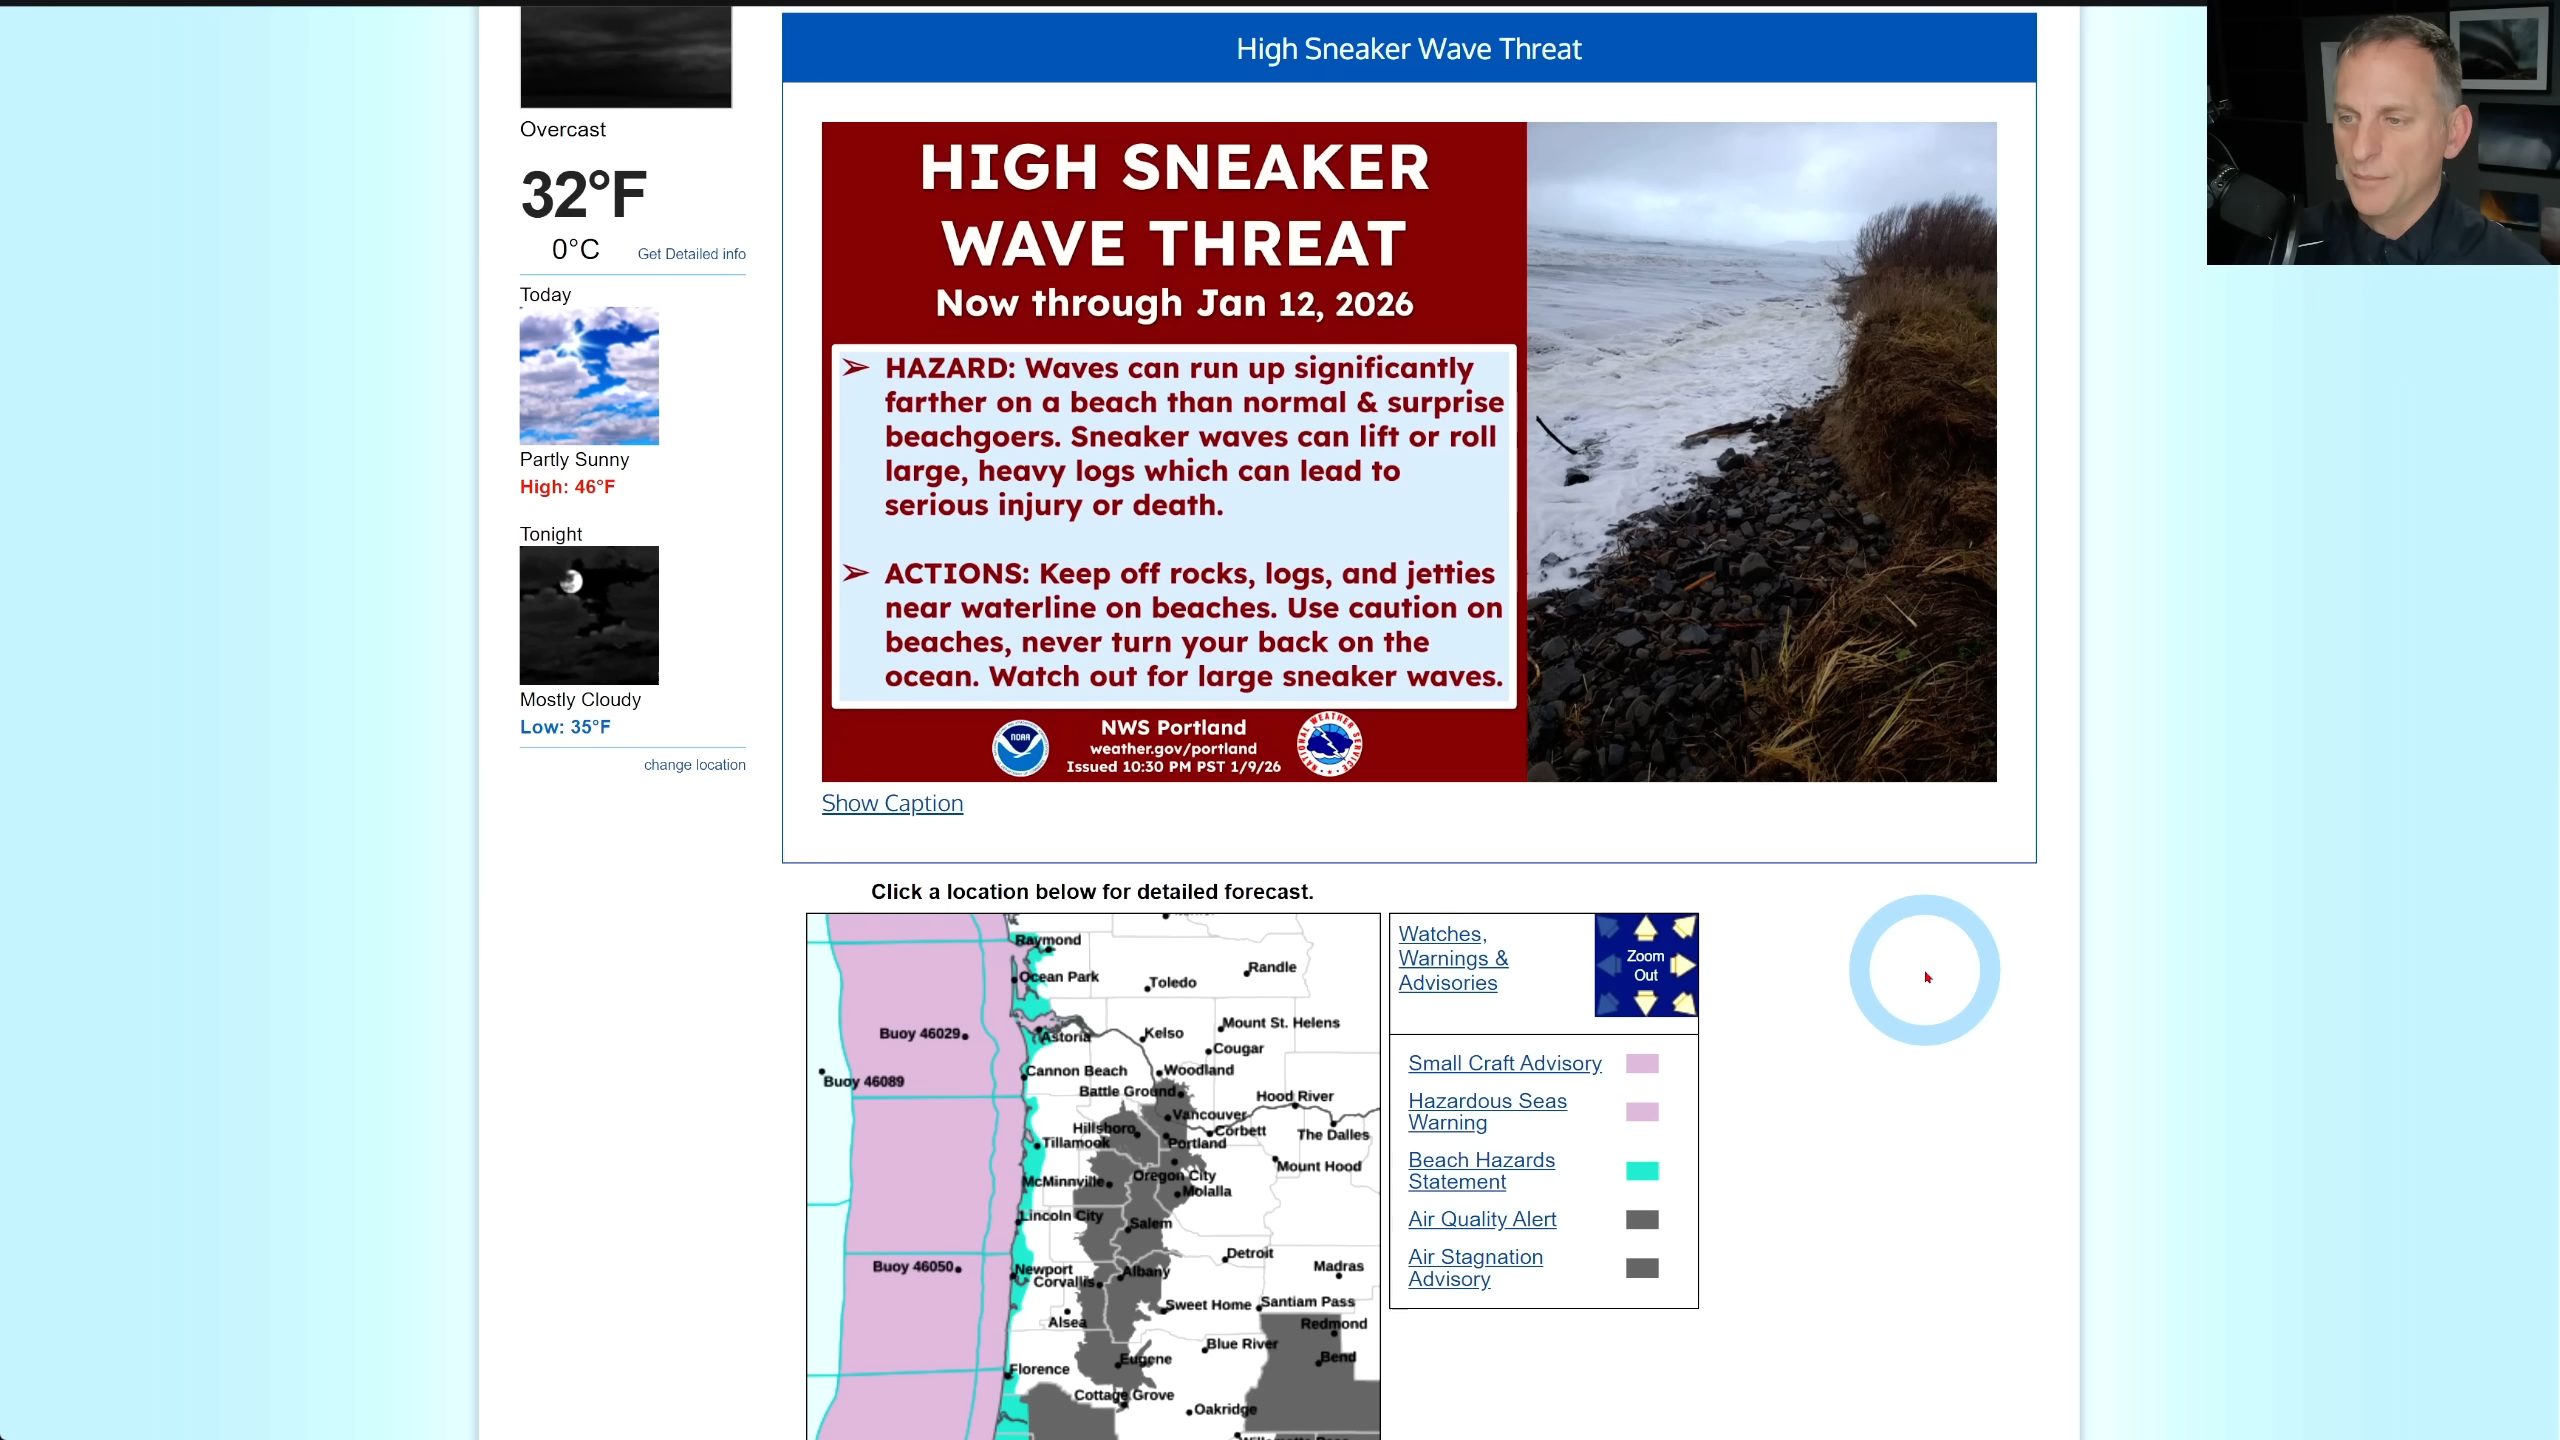 High Sneaker Wave Threat
Overcast
32°F
0°C
Get Detailed info
Today
Partly Sunny
High: 46°F
Tonight
Mostly Cloudy
Low: 35°F
change location
HIGH SNEAKER
WAVE THREAT
Now through Jan 12, 2026
➢ HAZARD: Waves can run up significantly
farther on a beach than normal & surprise
beachgoers. Sneaker waves can lift or roll
large, heavy logs which can lead to
serious injury or death.
➢ ACTIONS: Keep off rocks, logs, and jetties
near waterline on beaches. Use caution on
beaches, never turn your back on the
ocean. Watch out for large sneaker waves.
NOAA
NWS Portland
weather.gov/portland
Issued 10:30 PM PST 1/9/26
NATIONAL WEATHER SERVICE
Show Caption
Click a location below for detailed forecast.
Raymond
Ocean Park
Toledo
Randle
Buoy 46029
Astoria
Kelso
Mount St. Helens
Cougar
Buoy 46089
Cannon Beach
Woodland
Battle Ground
Hood River
Vancouver
Hillsboro
Corbett
The Dalles
Tillamook
Portland
Mount Hood
McMinnville
Oregon City
Molalla
Lincoln City
Salem
Detroit
Buoy 46050
Newport
Corvallis
Albany
Madras
Sweet Home
Santiam Pass
Alsea
Redmond
Blue River
Eugene
Bend
Florence
Cottage Grove
Oakridge
Watches,
Warnings &
Advisories
Zoom
Out
Small Craft Advisory
Hazardous Seas
Warning
Beach Hazards
Statement
Air Quality Alert
Air Stagnation
Advisory